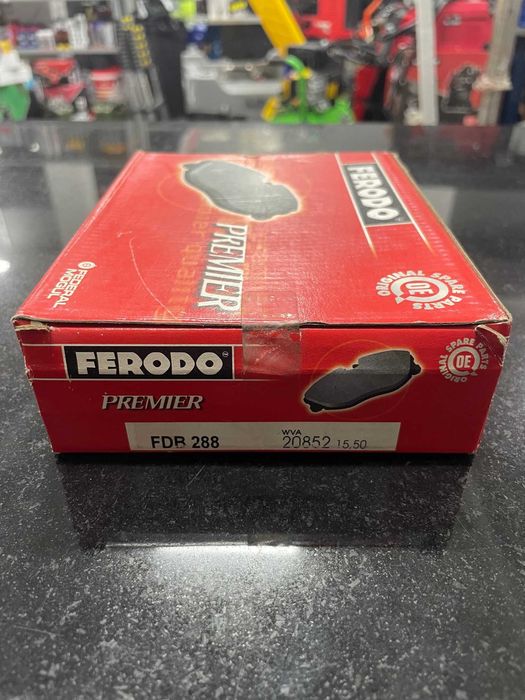 FERODO
PREMIER
FEDERAL
MOGUL
ORIGINAL SPARE PARTS
OE
FERODO
PREMIER
ORIGINAL SPARE PARTS
OE
FDB 288
WVA
20852 15,50